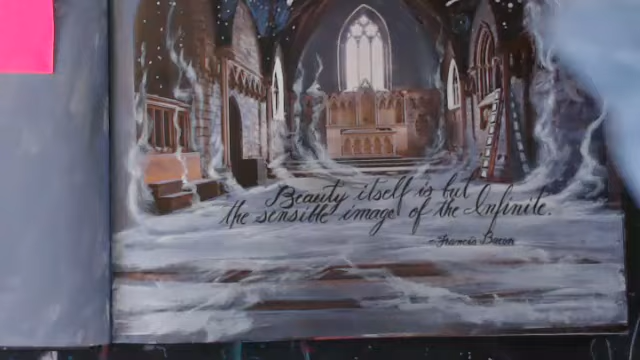 Beauty itself is but
the sensible image of the Infinite.
- Francis Bacon